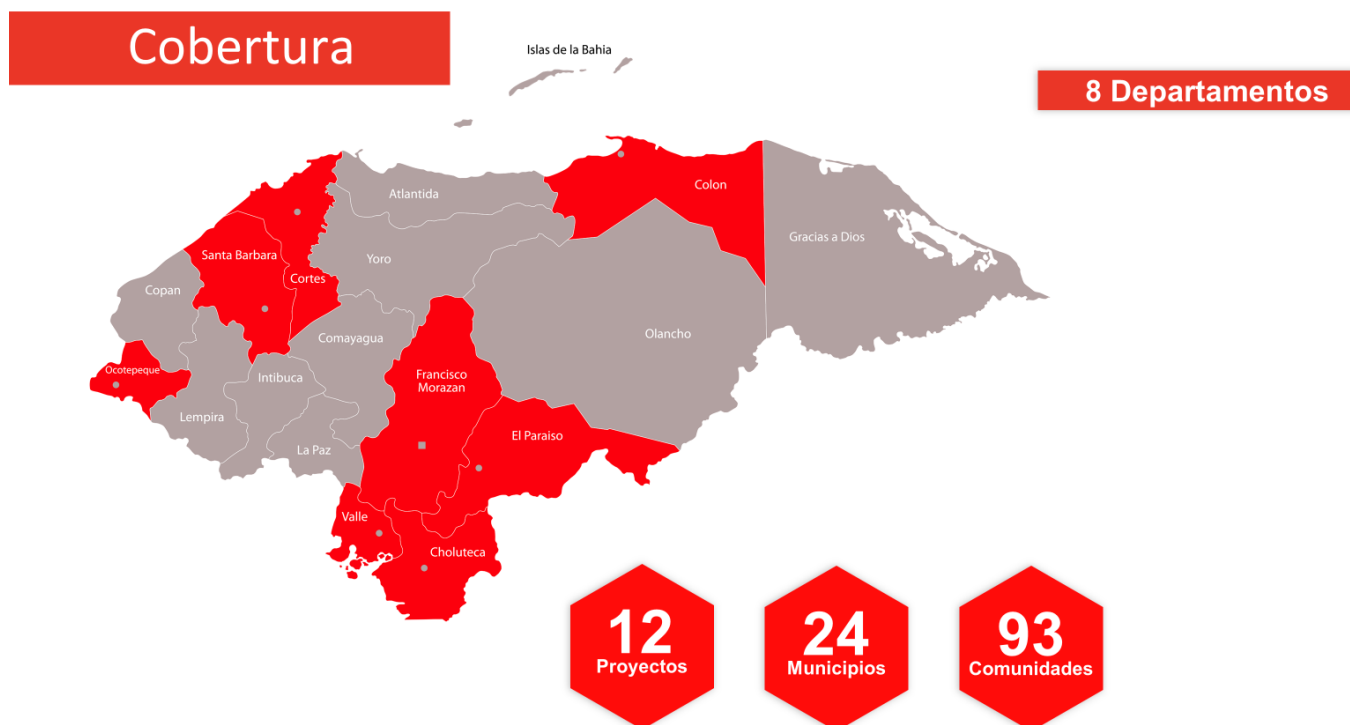 Cobertura
Islas de la Bahia
8 Departamentos
Atlantida
Colon
Gracias a Dios
Santa Barbara
Yoro
Cortes
Copan
Comayagua
Olancho
Ocotepeque
Intibuca
Francisco
Morazan
Lempira
La Paz
El Paraiso
Valle
Choluteca
12
Proyectos
24
Municipios
93
Comunidades